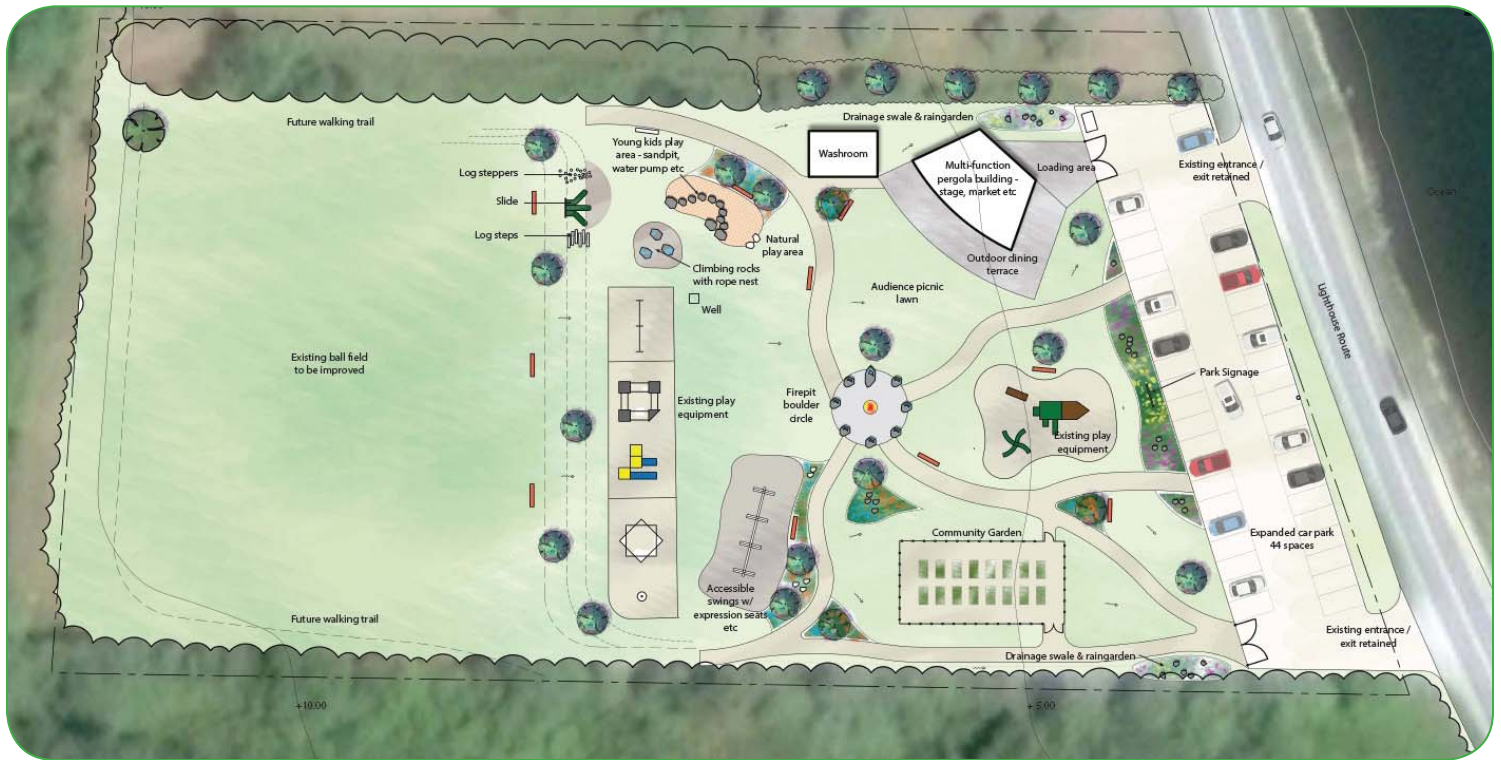 Future walking trail
Drainage swale & raingarden
Young kids play
area - sandpit,
water pump etc
Washroom
Multi-function
pergola building -
stage, market etc
Loading area
Existing entrance /
exit retained
Log steppers
Slide
Log steps
Natural
play area
Outdoor dining
terrace
Ocean
Climbing rocks
with rope nest
Well
Audience picnic
lawn
Lighthouse Route
Existing ball field
to be improved
Park Signage
Existing play
equipment
Firepit
boulder
circle
Existing play
equipment
Community Garden
Expanded car park
44 spaces
Accessible
swings w/
expression seats
etc
Future walking trail
Existing entrance /
exit retained
Drainage swale & raingarden
+10.00
+ 5.00